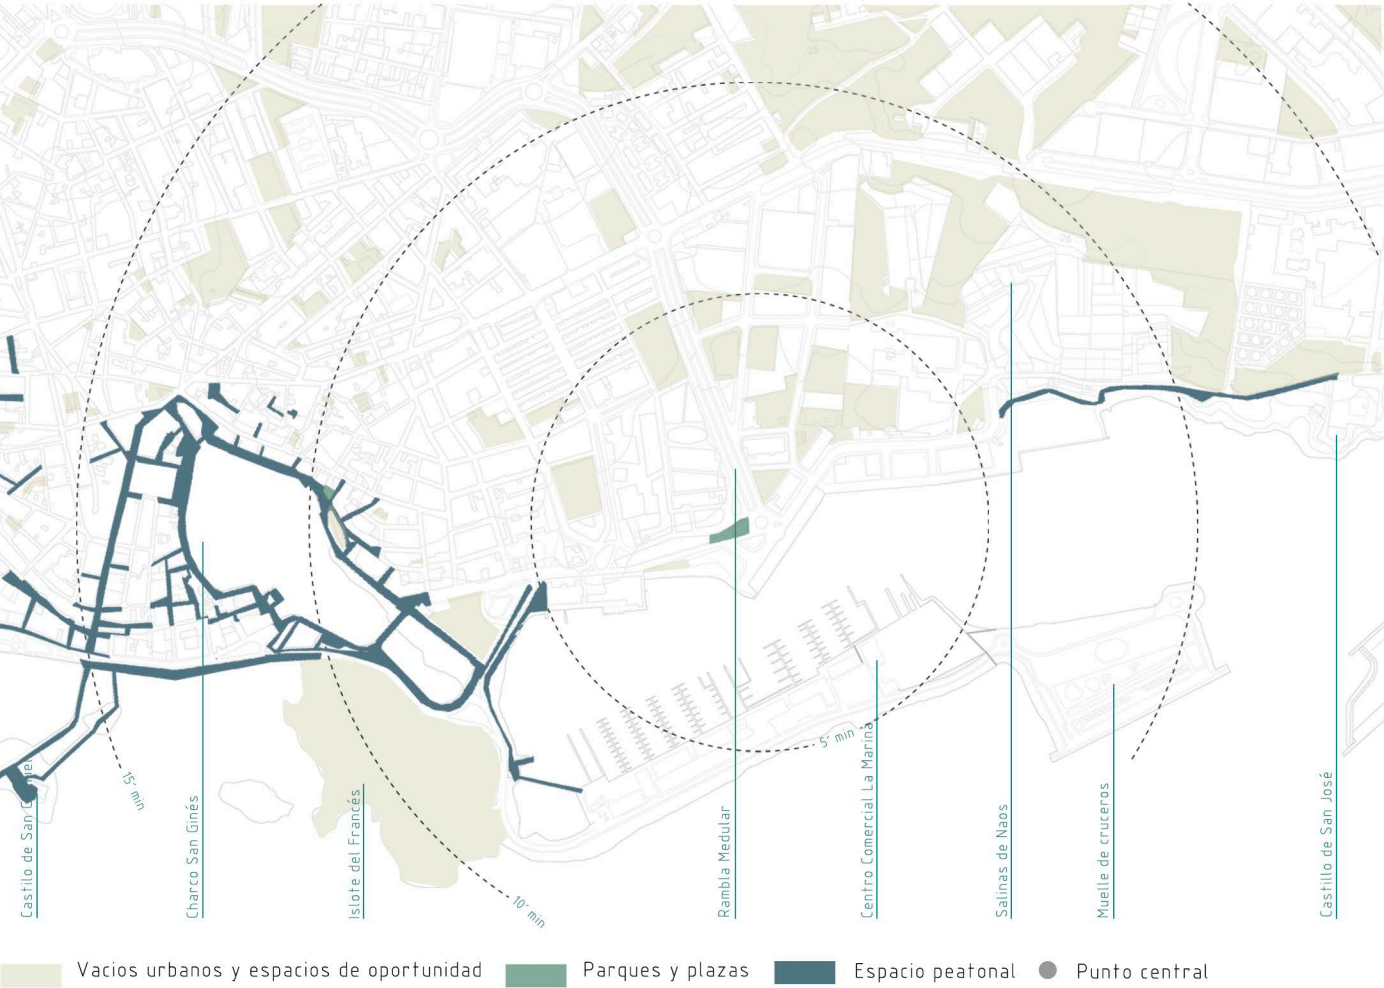 5´ min
10´ min
15´ min
Castilo de San
Charco San Ginés
Islote del Francés
Rambla Medular
Centro Comercial La Marina
Salinas de Naos
Muelle de cruceros
Castillo de San José
Vacios urbanos y espacios de oportunidad
Parques y plazas
Espacio peatonal
Punto central